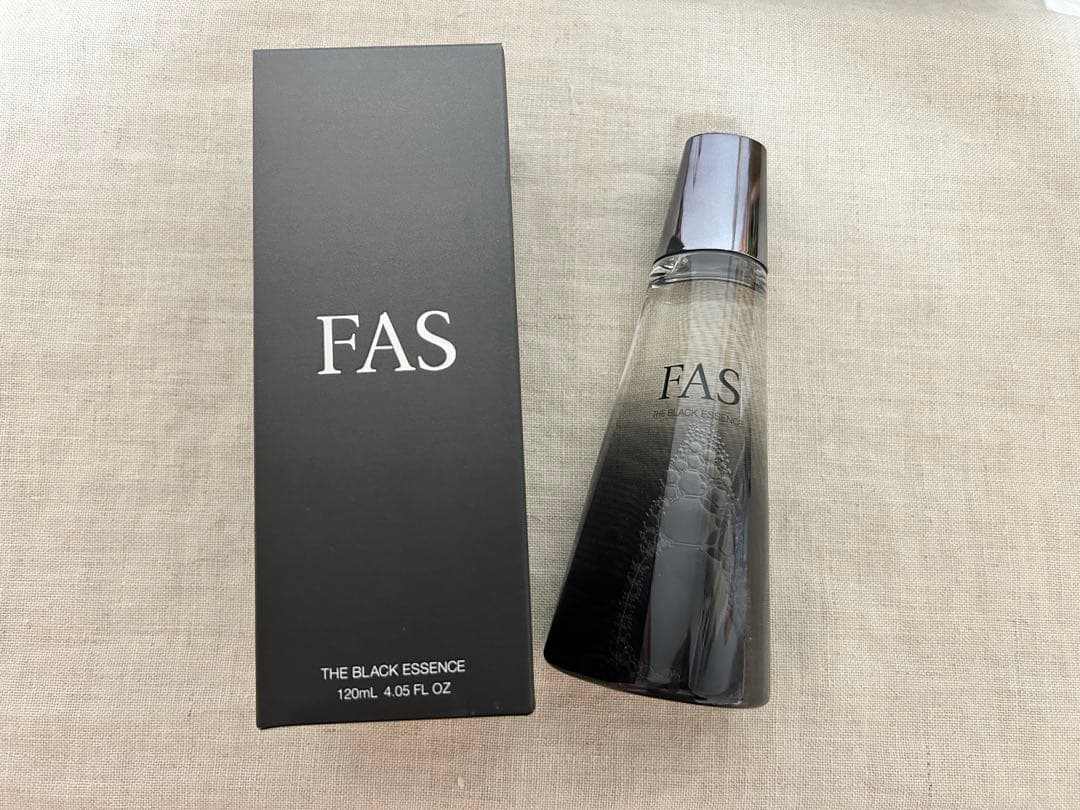 FAS
THE BLACK ESSENCE
120mL 4.05 FL OZ
FAS
THE BLACK ESSENCE